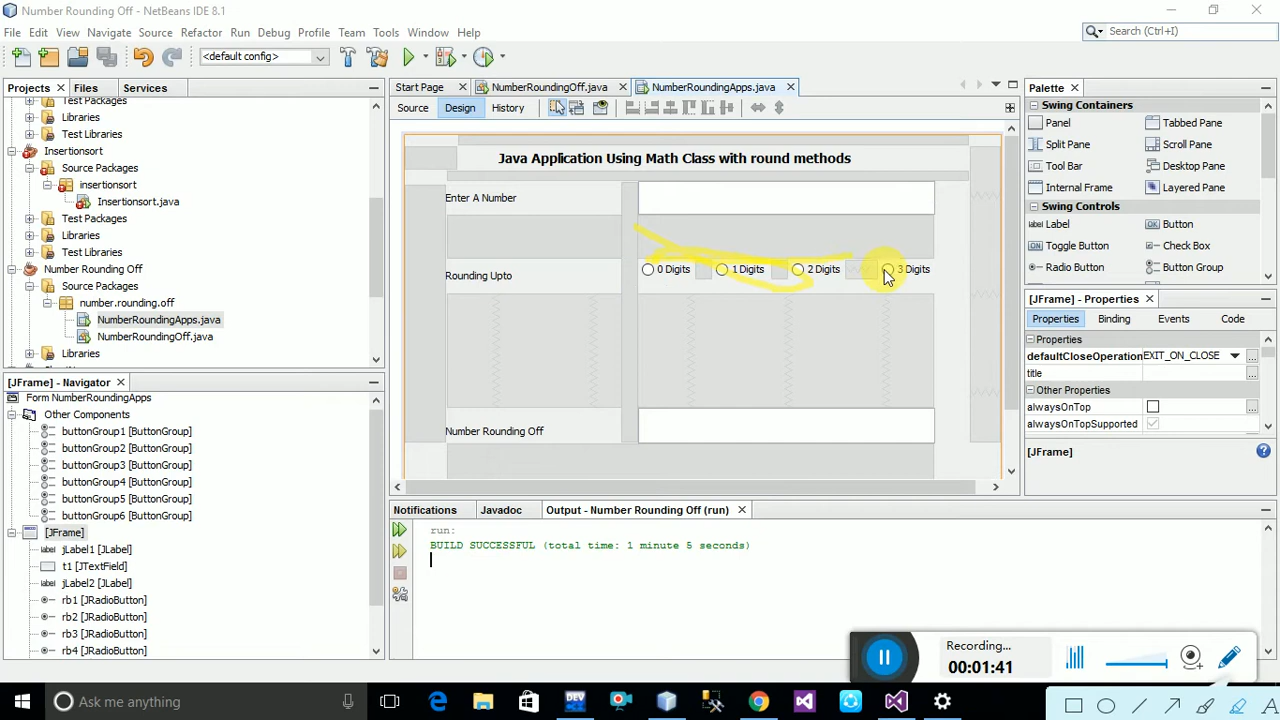 Number Rounding Off - NetBeans IDE 8.1
File Edit View Navigate Source Refactor Run Debug Profile Team Tools Window Help
Search (Ctrl+I)
<default config>
Projects Files Services
Start Page NumberRoundingOff.java NumberRoundingApps.java
Palette
Test Packages
Libraries
Test Libraries
Insertionsort
Source Packages
insertionsort
Insertionsort.java
Test Packages
Libraries
Test Libraries
Number Rounding Off
Source Packages
number.rounding.off
NumberRoundingApps.java
NumberRoundingOff.java
Libraries
Source Design History
Java Application Using Math Class with round methods
Enter A Number
Rounding Upto
0 Digits 1 Digits 2 Digits 3 Digits
Number Rounding Off
Swing Containers
Panel Tabbed Pane
Split Pane Scroll Pane
Tool Bar Desktop Pane
Internal Frame Layered Pane
Swing Controls
Label Button
Toggle Button Check Box
Radio Button Button Group
[JFrame] - Properties
Properties Binding Events Code
Properties
defaultCloseOperation EXIT_ON_CLOSE
title
Other Properties
alwaysOnTop
alwaysOnTopSupported
[JFrame]
[JFrame] - Navigator
Form NumberRoundingApps
Other Components
buttonGroup1 [ButtonGroup]
buttonGroup2 [ButtonGroup]
buttonGroup3 [ButtonGroup]
buttonGroup4 [ButtonGroup]
buttonGroup5 [ButtonGroup]
buttonGroup6 [ButtonGroup]
[JFrame]
jLabel1 [JLabel]
t1 [JTextField]
jLabel2 [JLabel]
rb1 [JRadioButton]
rb2 [JRadioButton]
rb3 [JRadioButton]
rb4 [JRadioButton]
Notifications Javadoc Output - Number Rounding Off (run)
run:
BUILD SUCCESSFUL (total time: 1 minute 5 seconds)
Recording...
00:01:41
Ask me anything
DEV